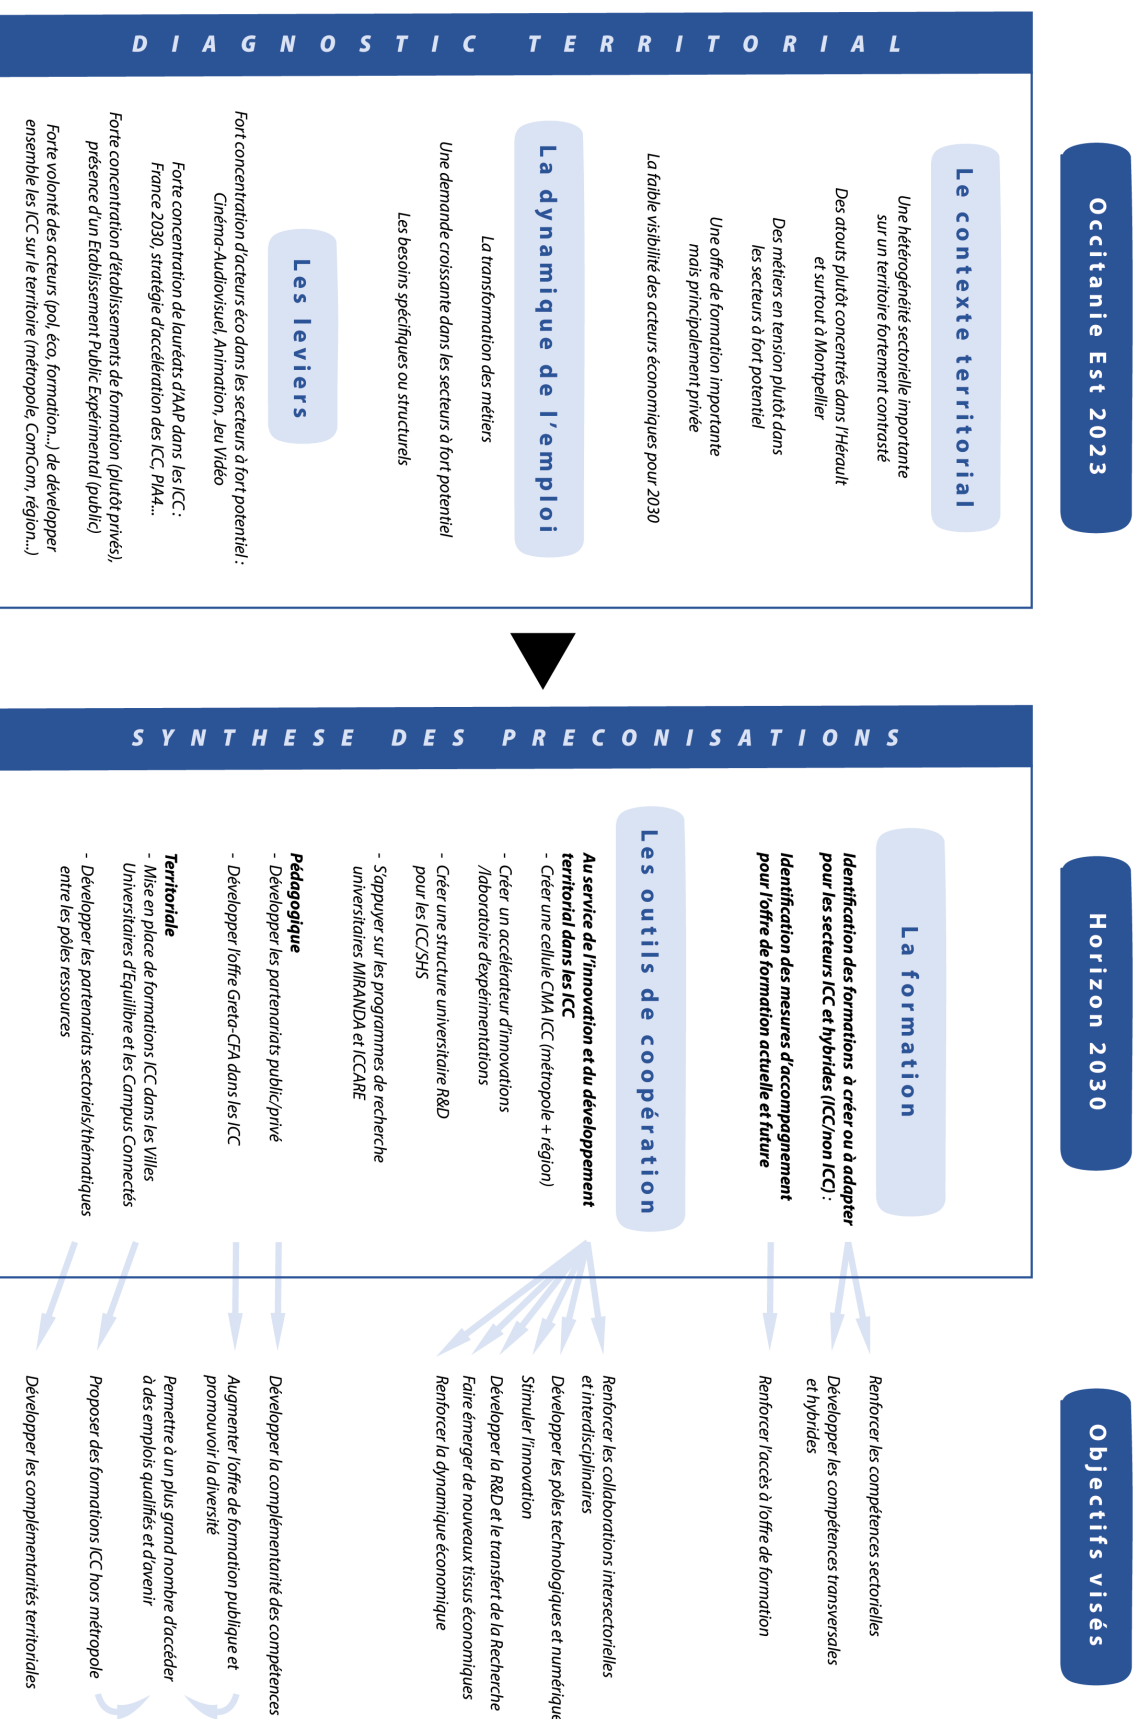 Occitanie Est 2023
DIAGNOSTIC TERRITORIAL
Le contexte territorial
Une hétérogénéité sectorielle importante
sur un territoire fortement contrasté
Des atouts plutôt concentrés dans l'Hérault
et surtout à Montpellier
Des métiers en tension plutôt dans
les secteurs à fort potentiel
Une offre de formation importante
mais principalement privée
La faible visibilité des acteurs économiques pour 2030
La dynamique de l'emploi
La transformation des métiers
Une demande croissante dans les secteurs à fort potentiel
Les besoins spécifiques ou structurels
Les leviers
Fort concentration d'acteurs éco dans les secteurs à fort potentiel :
Cinéma-Audiovisuel, Animation, Jeu Vidéo
Forte concentration de lauréats d'AAP dans les ICC :
France 2030, stratégie d'accélération des ICC, PIA4...
Forte concentration d'établissements de formation (plutôt privés),
présence d'un Etablissement Public Expérimental (public)
Forte volonté des acteurs (pol, éco, formation...) de développer
ensemble les ICC sur le territoire (métropole, ComCom, région...)
Horizon 2030
SYNTHESE DES PRECONISATIONS
La formation
Identification des formations à créer ou à adapter
pour les secteurs ICC et hybrides (ICC/non ICC) :
Identification des mesures d'accompagnement
pour l'offre de formation actuelle et future
Les outils de coopération
Au service de l'innovation et du développement
territorial dans les ICC
- Créer une cellule CMA ICC (métropole + région)
- Créer un accélérateur d'innovations
/laboratoire d'expérimentations
- Créer une structure universitaire R&D
pour les ICC/SHS
- S'appuyer sur les programmes de recherche
universitaires MIRANDA et ICCARE
Pédagogique
- Développer les partenariats public/privé
- Développer l'offre Greta-CFA dans les ICC
Territoriale
- Mise en place de formations ICC dans les Villes
Universitaires d'Equilibre et les Campus Connectés
- Développer les partenariats sectoriels/thématiques
entre les pôles ressources
Objectifs visés
Renforcer les compétences sectorielles
Développer les compétences transversales
et hybrides
Renforcer l'accès à l'offre de formation
Renforcer les collaborations intersectorielles
et interdisciplinaires
Développer les pôles technologiques et numérique
Stimuler l'innovation
Développer la R&D et le transfert de la Recherche
Faire émerger de nouveaux tissus économiques
Renforcer la dynamique économique
Développer la complémentarité des compétences
Augmenter l'offre de formation publique et
promouvoir la diversité
Permettre à un plus grand nombre d'accéder
à des emplois qualifiés et d'avenir
Proposer des formations ICC hors métropole
Développer les complémentarités territoriales